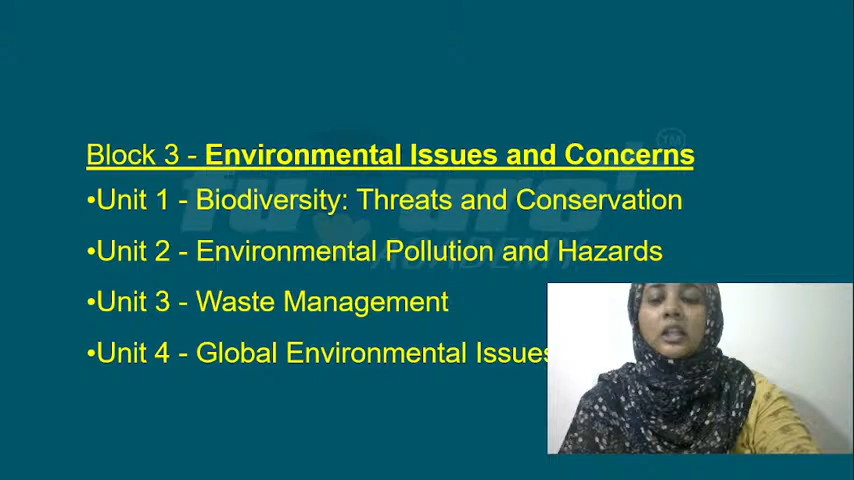 Block 3 - Environmental Issues and Concerns
•Unit 1 - Biodiversity: Threats and Conservation
•Unit 2 - Environmental Pollution and Hazards
•Unit 3 - Waste Management
•Unit 4 - Global Environmental Issues